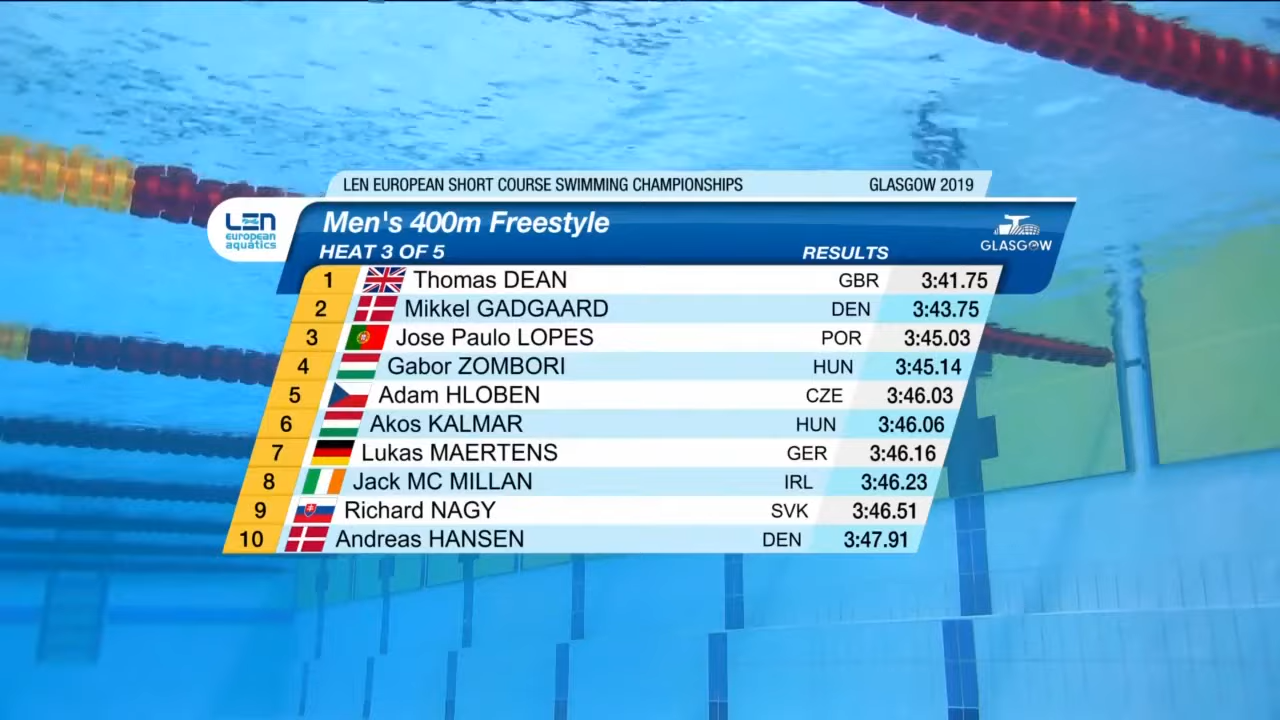 LEN EUROPEAN SHORT COURSE SWIMMING CHAMPIONSHIPS GLASGOW 2019
LEN
european
aquatics
Men's 400m Freestyle
GLASGOW
HEAT 3 OF 5 RESULTS
1 Thomas DEAN GBR 3:41.75
2 Mikkel GADGAARD DEN 3:43.75
3 Jose Paulo LOPES POR 3:45.03
4 Gabor ZOMBORI HUN 3:45.14
5 Adam HLOBEN CZE 3:46.03
6 Akos KALMAR HUN 3:46.06
7 Lukas MAERTENS GER 3:46.16
8 Jack MC MILLAN IRL 3:46.23
9 Richard NAGY SVK 3:46.51
10 Andreas HANSEN DEN 3:47.91